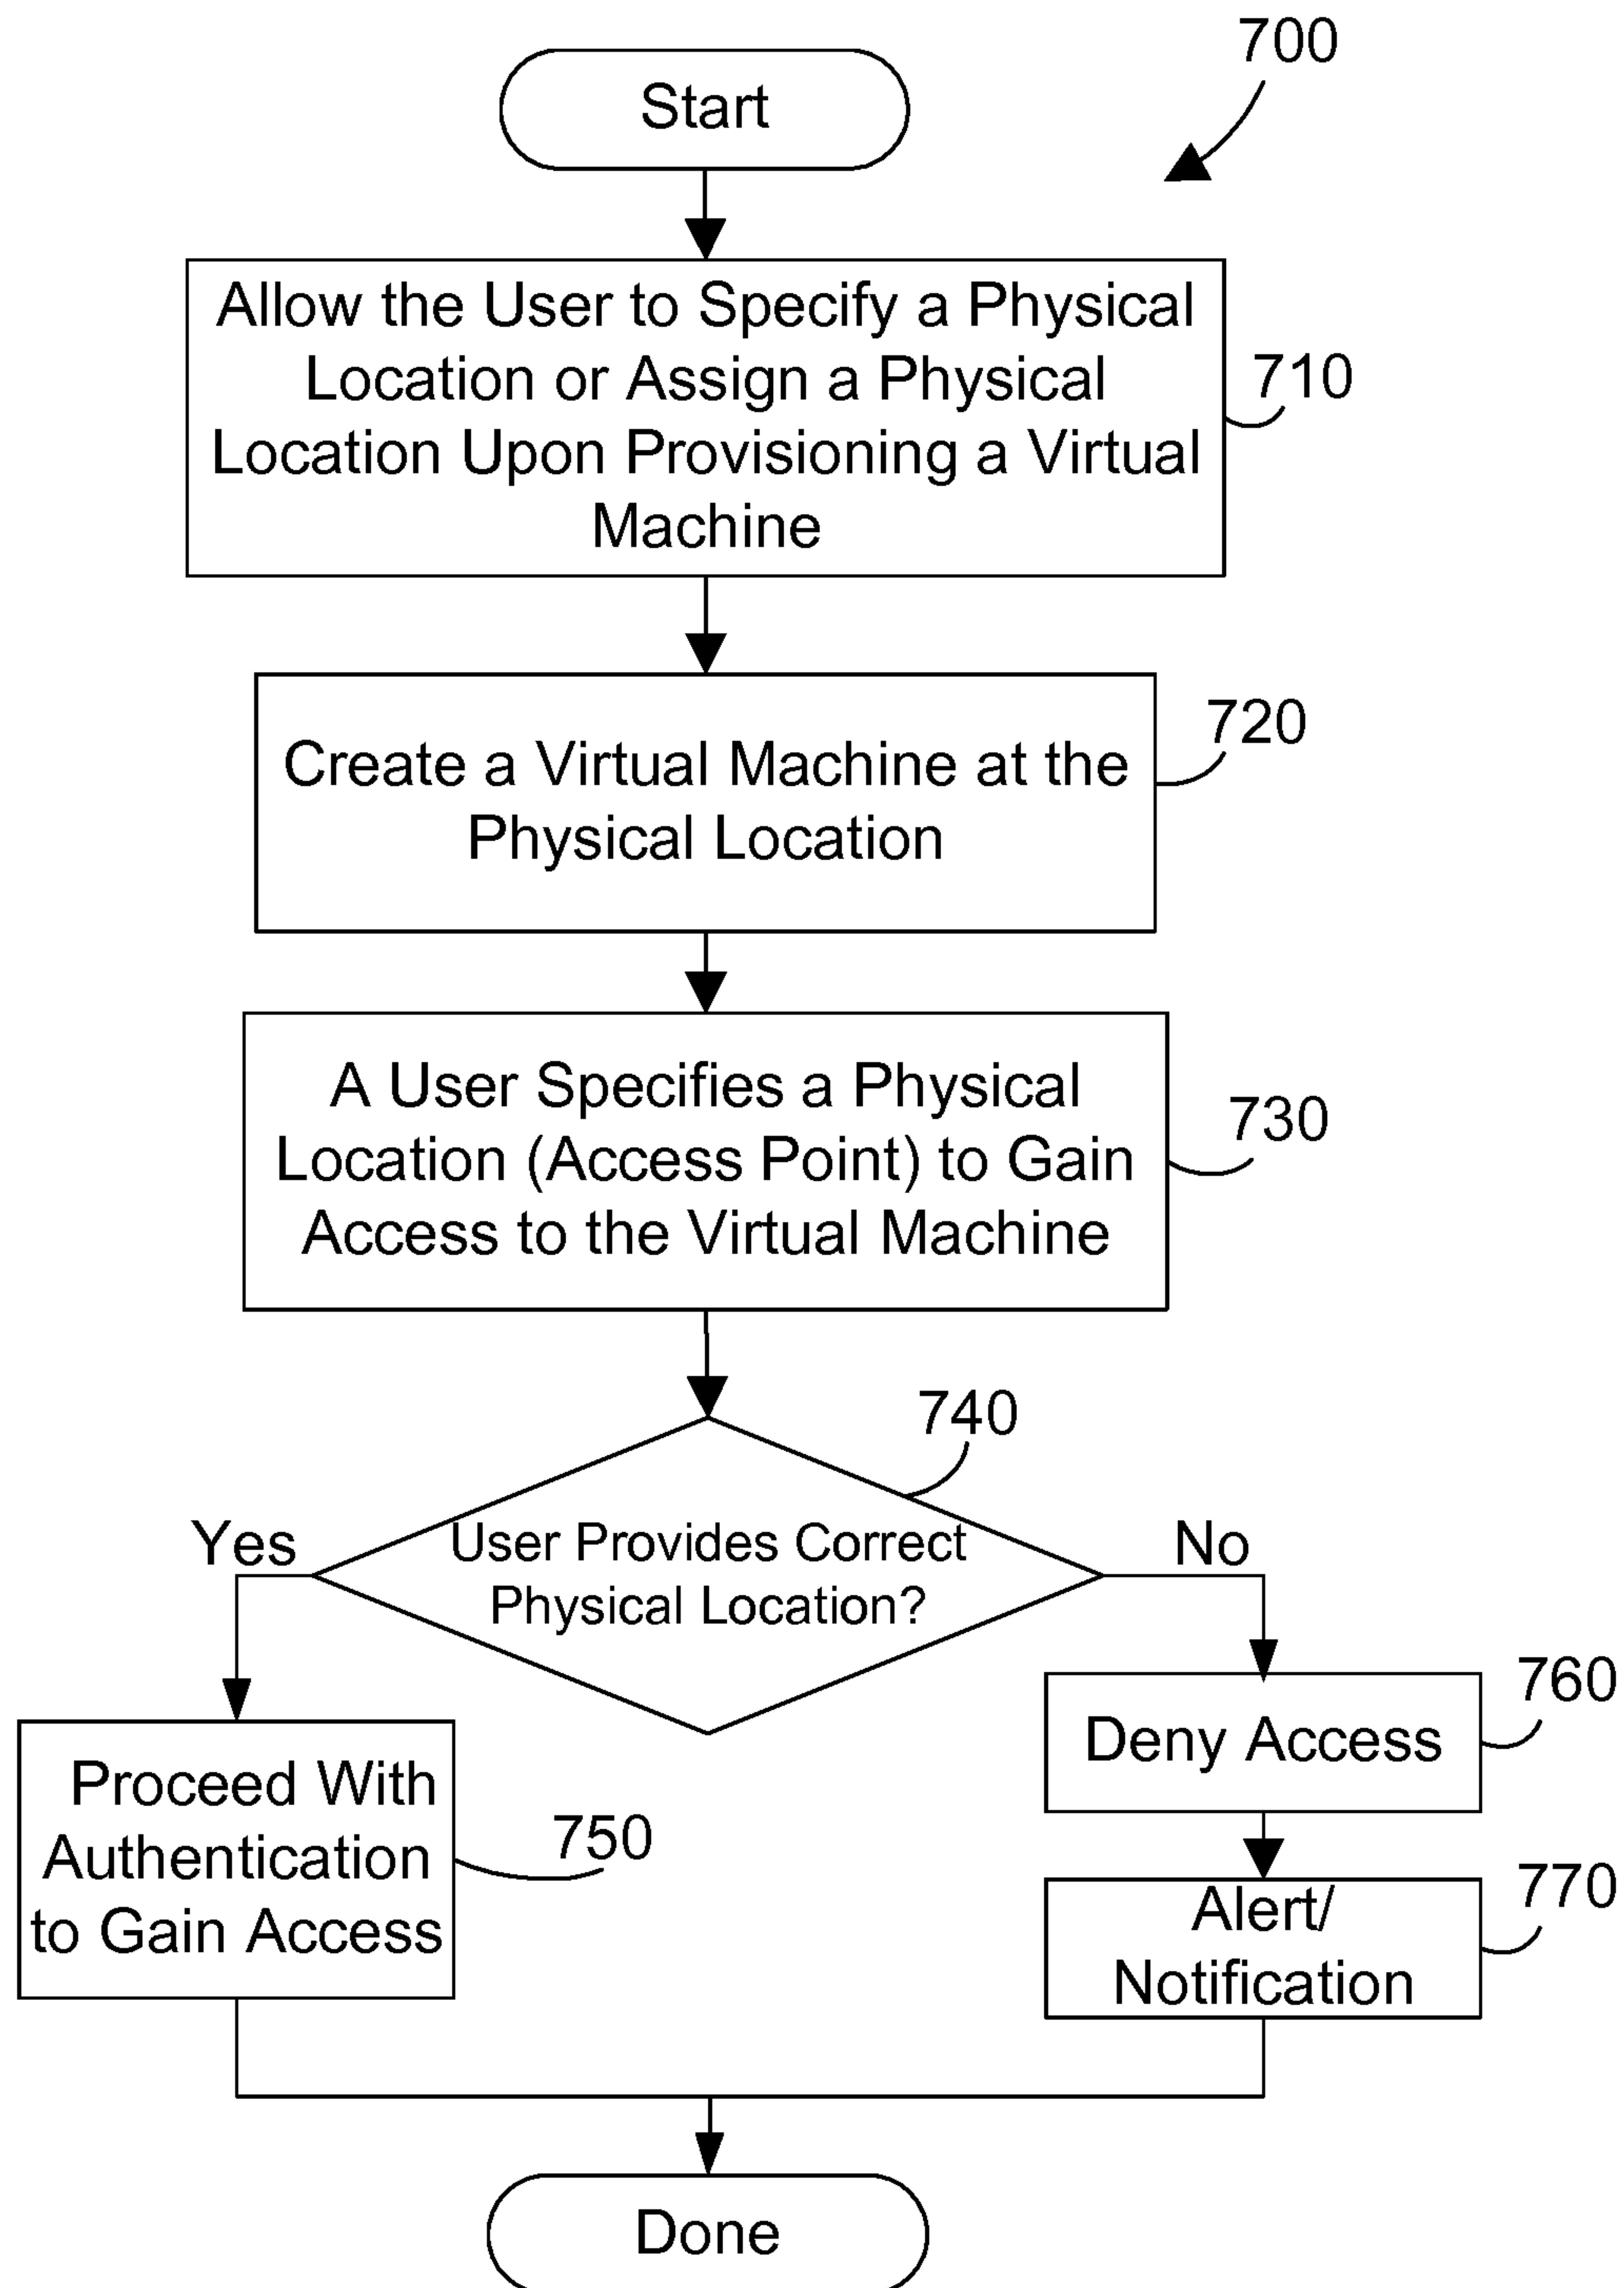 700
Start
Allow the User to Specify a Physical
Location or Assign a Physical
Location Upon Provisioning a Virtual
Machine
710
Create a Virtual Machine at the
Physical Location
720
A User Specifies a Physical
Location (Access Point) to Gain
Access to the Virtual Machine
730
740
User Provides Correct
Physical Location?
Yes
No
Proceed With
Authentication
to Gain Access
750
Deny Access
760
Alert/
Notification
770
Done